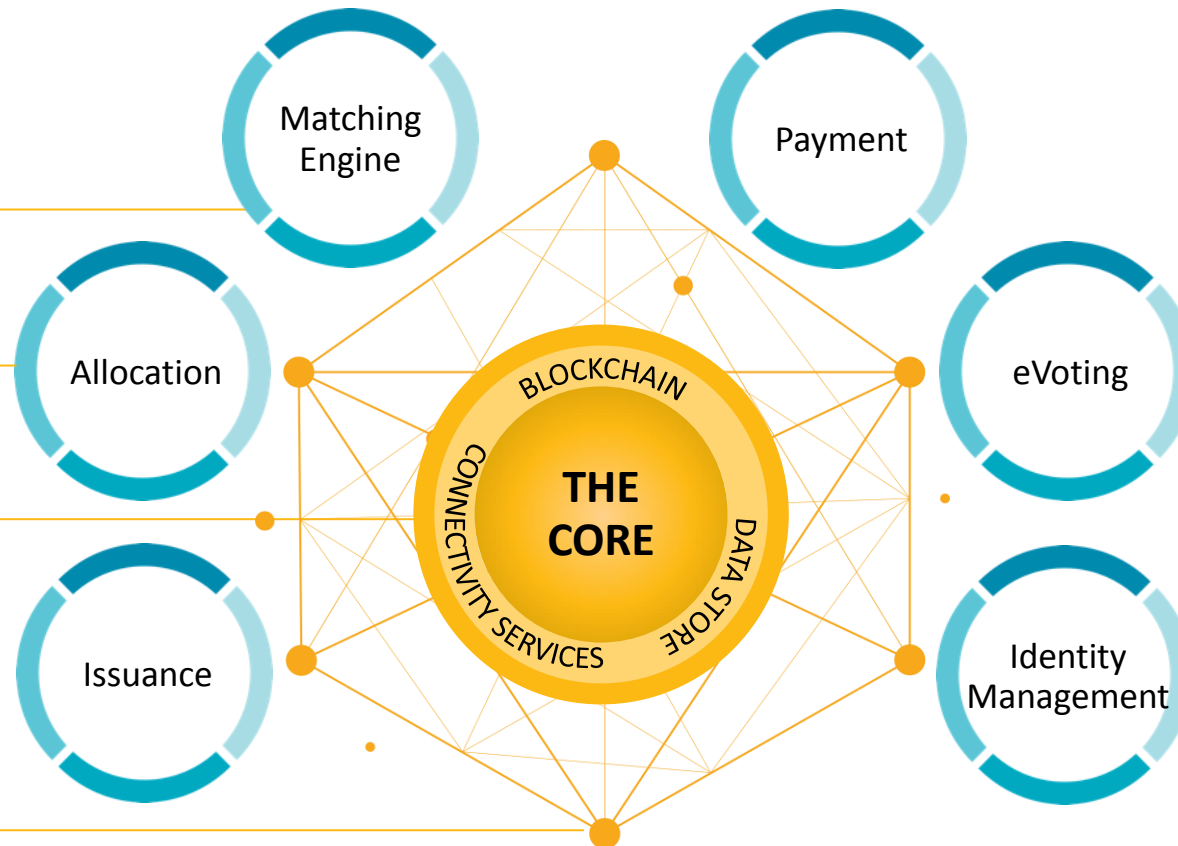 Matching
Engine
Payment
Allocation
eVoting
BLOCKCHAIN
CONNECTIVITY SERVICES
DATA STORE
THE
CORE
Issuance
Identity
Management